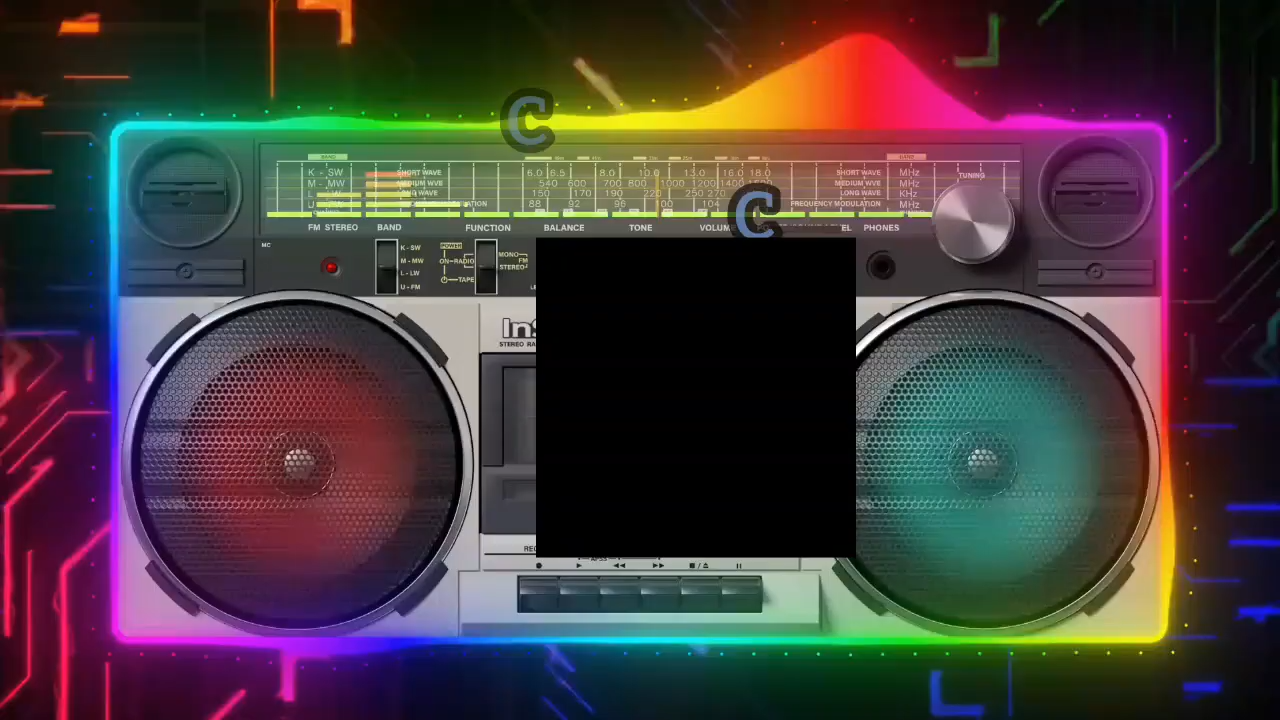 C
BAND
BAND
K - SW
SHORT WAVE
6.0 6.5 8.0 10.0 13.0 16.0 18.0
SHORT WAVE
MHz
M - MW
MEDIUM WVE
540 600 700 800 1000 1200 1400
MEDIUM WVE
MHz
150 170 190 220 250 270
LONG WAVE
KHz
88 92 96 100 104
FREQUENCY MODULATION
MHz
TUNING
C
FM STEREO
BAND
FUNCTION
BALANCE
TONE
PHONES
MC
K - SW
M - MW
L - LW
U - FM
POWER
ON
RADIO
TAPE
MONO
STEREO
FM
STEREO